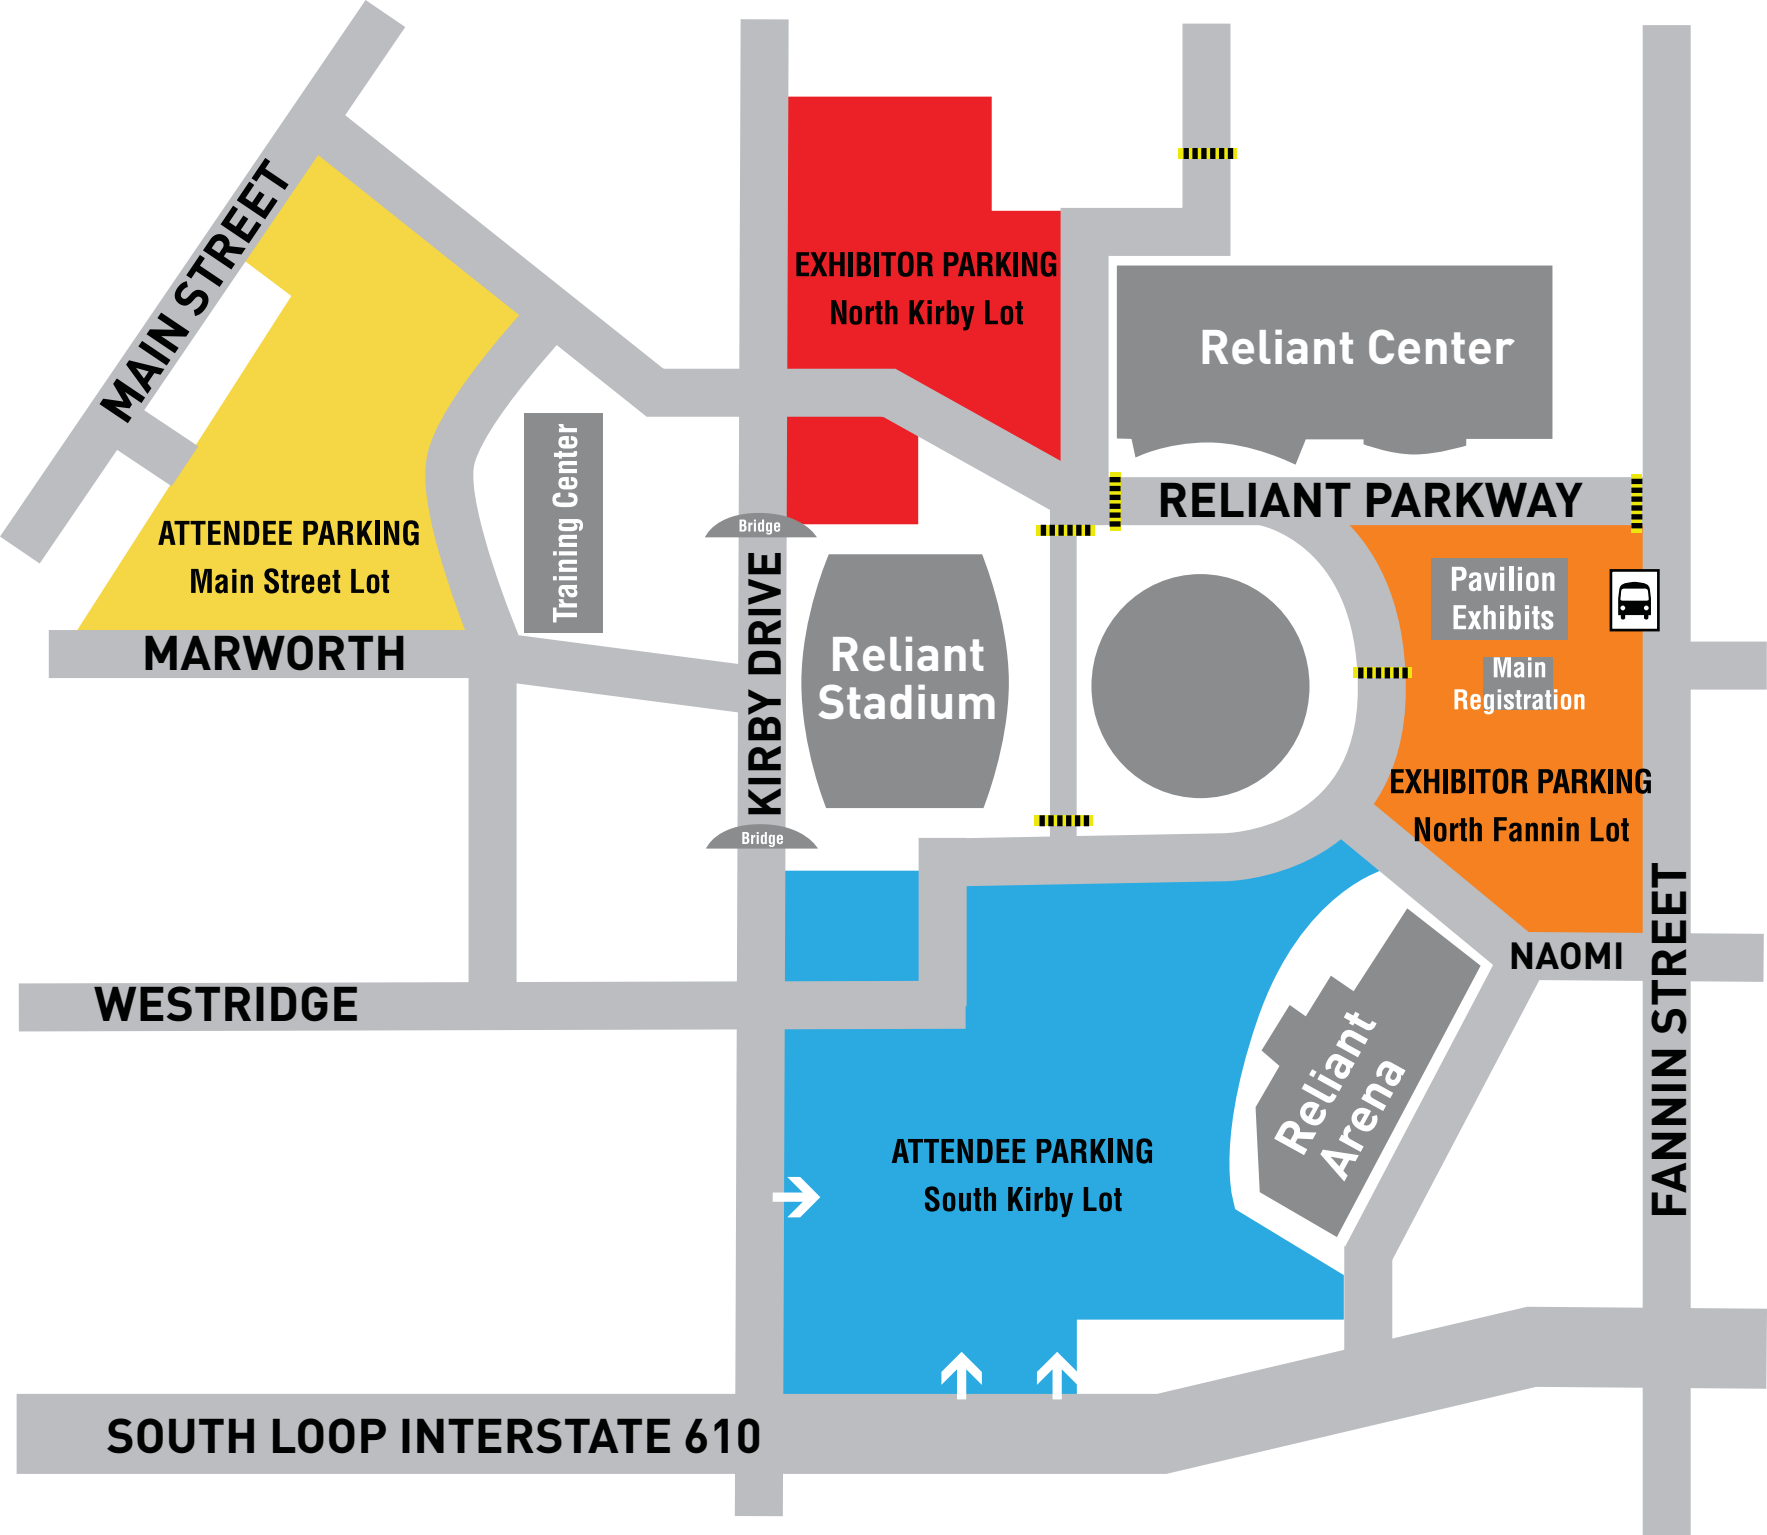 MAIN STREET
EXHIBITOR PARKING
North Kirby Lot
Reliant Center
Training Center
RELIANT PARKWAY
ATTENDEE PARKING
Main Street Lot
Bridge
Pavilion
Exhibits
MARWORTH
KIRBY DRIVE
Reliant
Stadium
Main
Registration
EXHIBITOR PARKING
North Fannin Lot
Bridge
FANNIN STREET
NAOMI
WESTRIDGE
Reliant
Arena
ATTENDEE PARKING
South Kirby Lot
SOUTH LOOP INTERSTATE 610